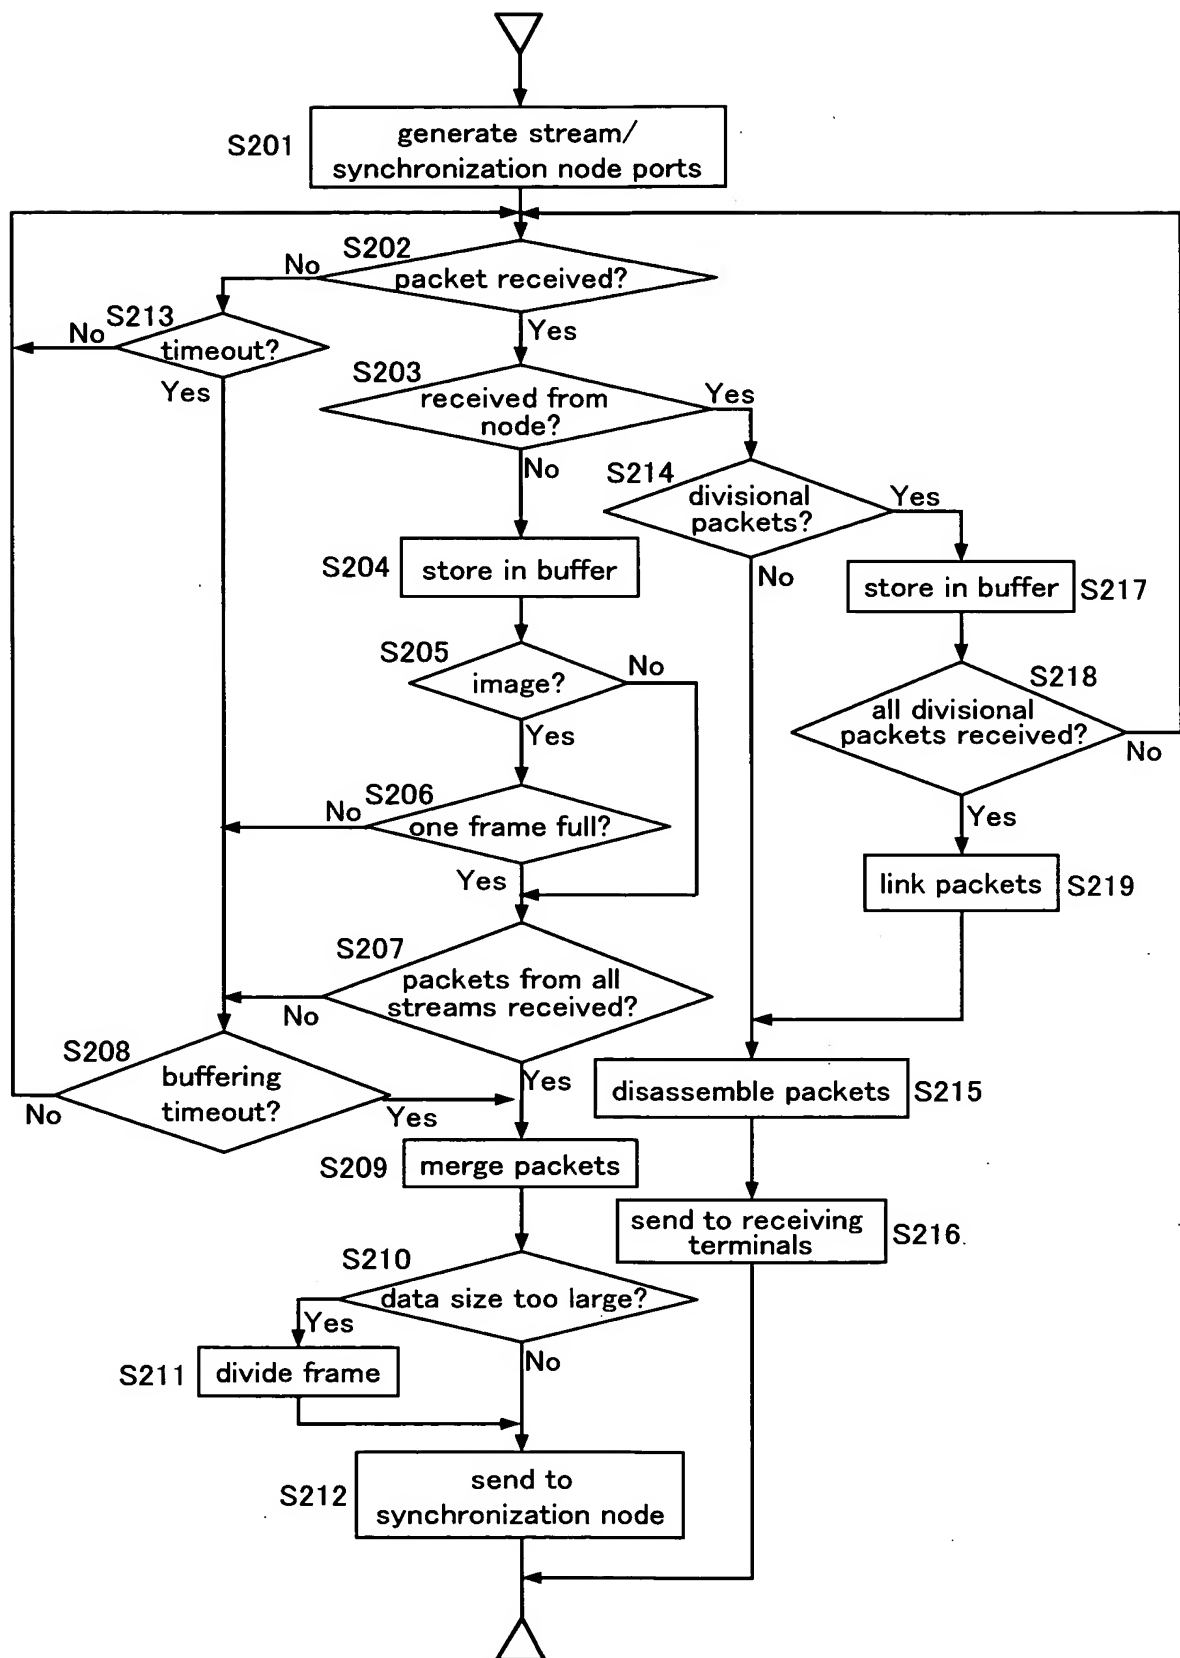 S201
generate stream/
synchronization node ports
S202
No
packet received?
Yes
S213
No
timeout?
Yes
S203
received from
node?
Yes
No
S214
divisional
packets?
Yes
No
S204
store in buffer
store in buffer
S217
S205
image?
No
Yes
S218
all divisional
packets received?
No
Yes
S206
No
one frame full?
Yes
link packets
S219
S207
packets from all
streams received?
No
Yes
S208
buffering
timeout?
No
Yes
disassemble packets
S215
S209
merge packets
send to receiving
terminals
S216.
S210
data size too large?
Yes
No
S211
divide frame
S212
send to
synchronization node